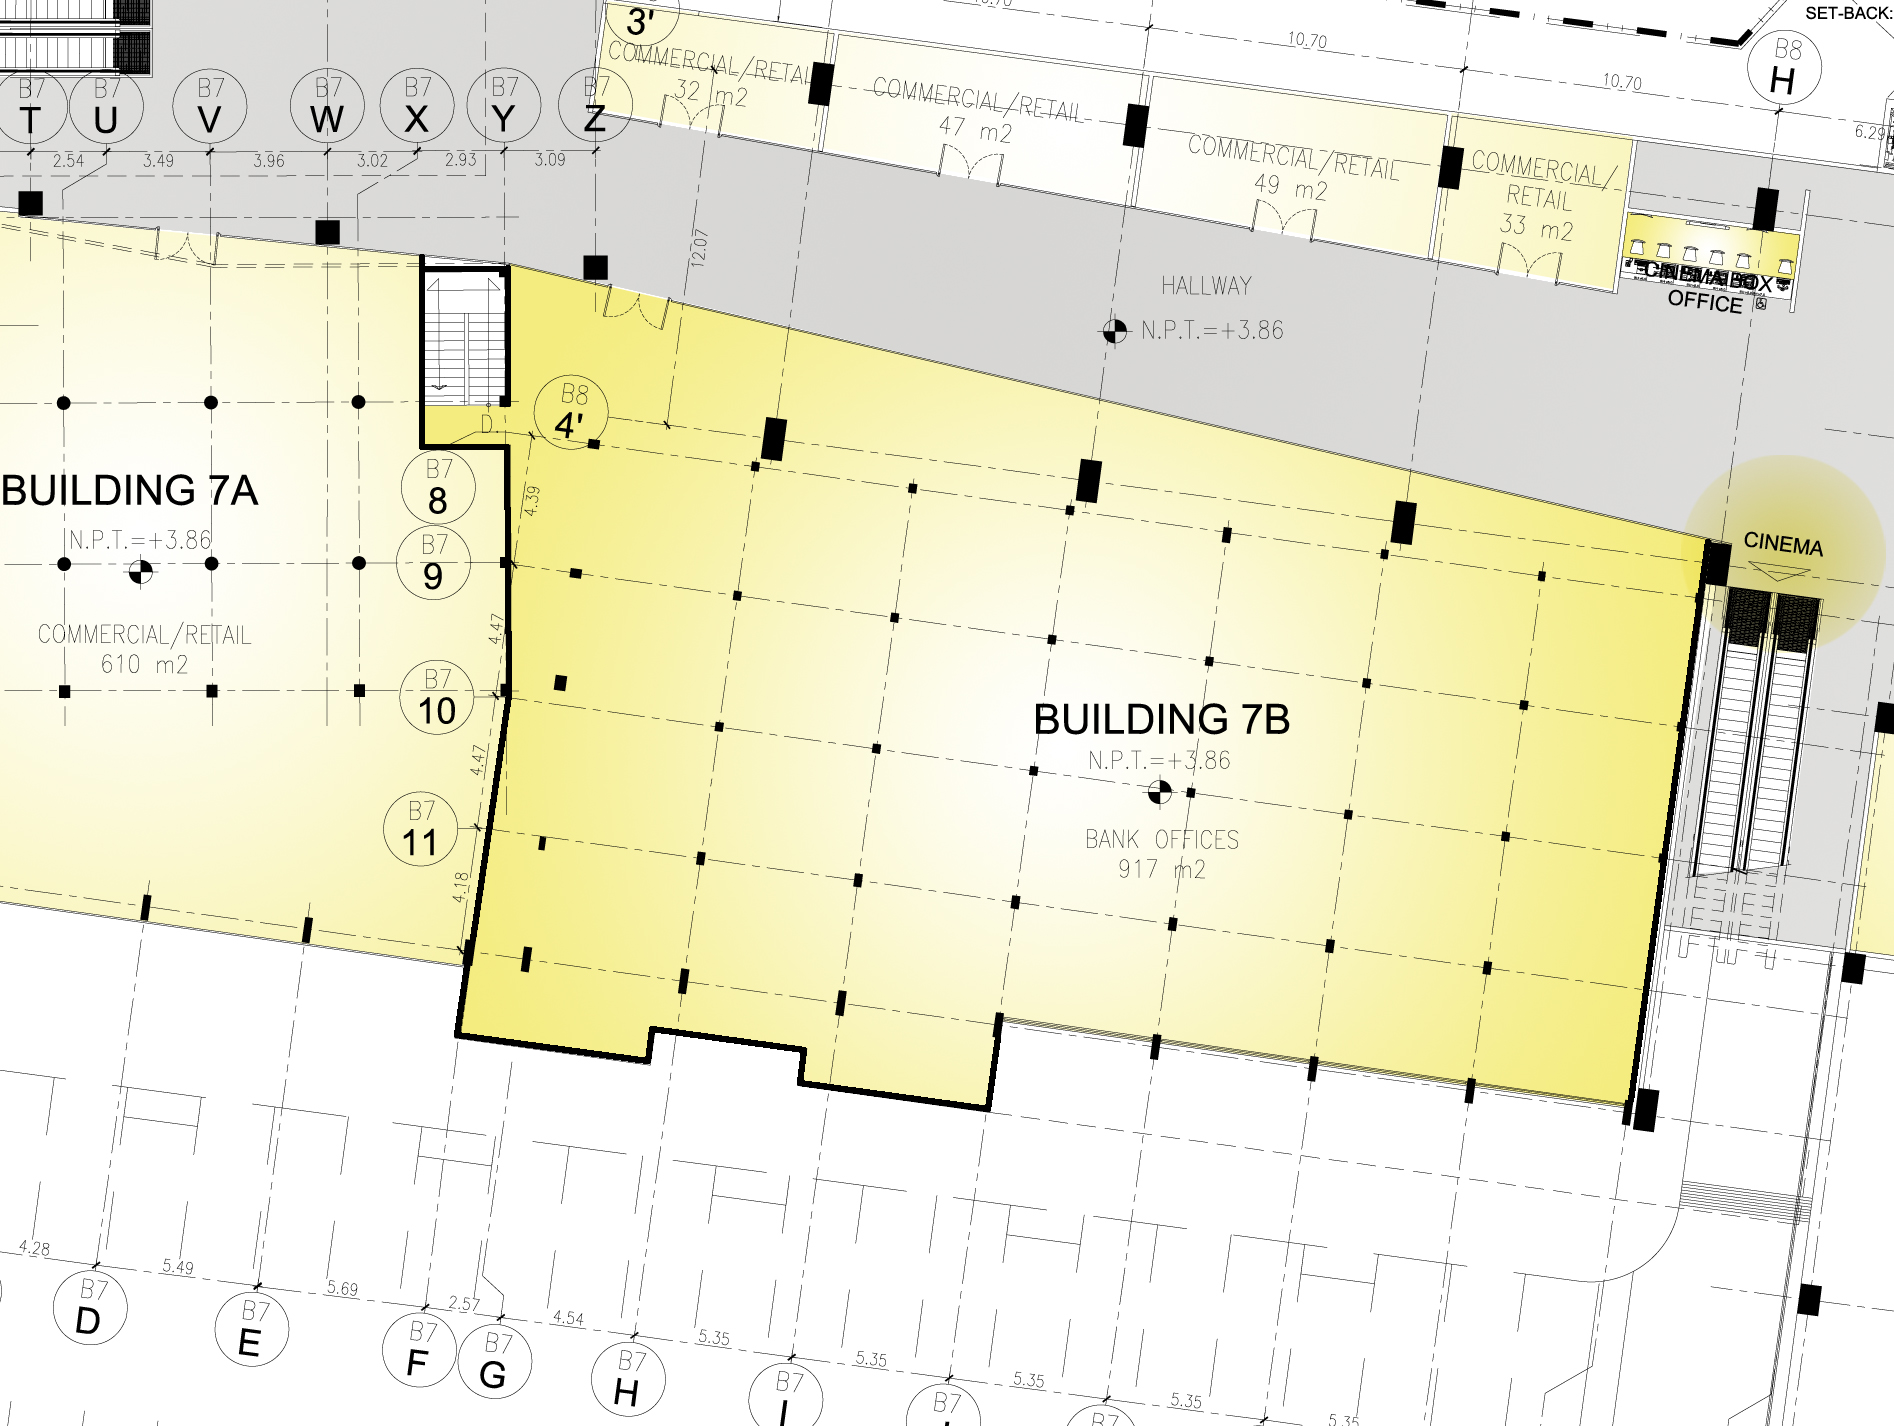 10.70
SET-BACK:
3'
10.70
B8
H
COMMERCIAL/RETAIL
32 m2
10.70
COMMERCIAL/RETAIL
47 m2
6.29
B7
T
B7
U
B7
V
B7
W
B7
X
B7
Y
B7
Z
2.54
3.49
3.96
3.02
2.93
3.09
COMMERCIAL/RETAIL
49 m2
COMMERCIAL/
RETAIL
33 m2
12.07
CINEMA BOX
OFFICE
HALLWAY
N.P.T.=+3.86
B8
4'
D.
BUILDING 7A
N.P.T.=+3.86
COMMERCIAL/RETAIL
610 m2
B7
8
4.39
B7
9
CINEMA
4.47
B7
10
4.47
B7
11
4.18
BUILDING 7B
N.P.T.=+3.86
BANK OFFICES
917 m2
4.28
5.49
5.69
2.57
4.54
5.35
5.35
5.35
5.35
5.35
B7
D
B7
E
B7
F
B7
G
B7
H
B7
I
B7
B7